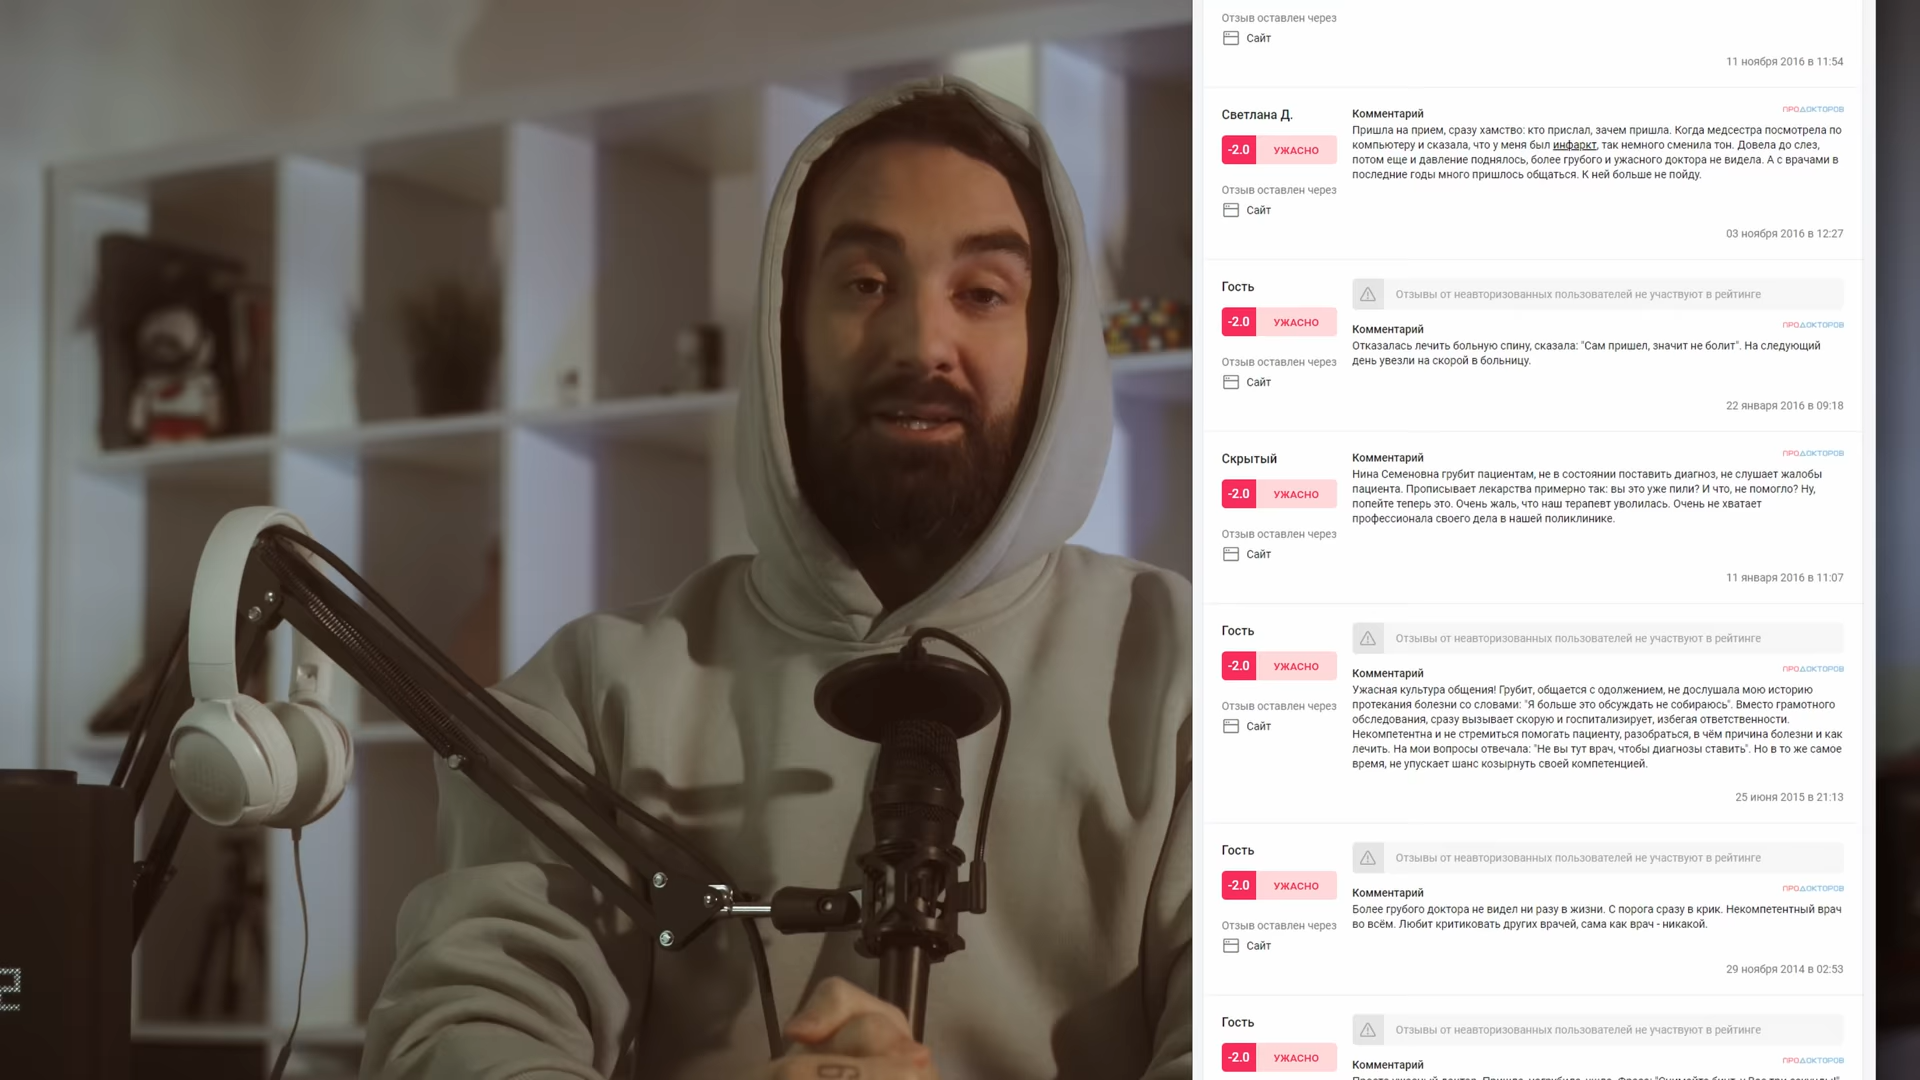 Отзыв оставлен через
Сайт
11 ноября 2016 в 11:54
Светлана Д.
-2.0 УЖАСНО
Отзыв оставлен через
Сайт
Комментарий
ПРОДОКТОРОВ
Пришла на прием, сразу хамство: кто прислал, зачем пришла. Когда медсестра посмотрела по
компьютеру и сказала, что у меня был инфаркт, так немного сменила тон. Довела до слез,
потом еще и давление поднялось, более грубого и ужасного доктора не видела. А с врачами в
последние годы много пришлось общаться. К ней больше не пойду.
03 ноября 2016 в 12:27
Гость
-2.0 УЖАСНО
Отзыв оставлен через
Сайт
Отзывы от неавторизованных пользователей не участвуют в рейтинге
Комментарий
ПРОДОКТОРОВ
Отказалась лечить больную спину, сказала: "Сам пришел, значит не болит". На следующий
день увезли на скорой в больницу.
22 января 2016 в 09:18
Скрытый
-2.0 УЖАСНО
Отзыв оставлен через
Сайт
Комментарий
ПРОДОКТОРОВ
Нина Семеновна грубит пациентам, не в состоянии поставить диагноз, не слушает жалобы
пациента. Прописывает лекарства примерно так: вы это уже пили? И что, не помогло? Ну,
попейте теперь это. Очень жаль, что наш терапевт уволилась. Очень не хватает
профессионала своего дела в нашей поликлинике.
11 января 2016 в 11:07
Гость
-2.0 УЖАСНО
Отзыв оставлен через
Сайт
Отзывы от неавторизованных пользователей не участвуют в рейтинге
Комментарий
ПРОДОКТОРОВ
Ужасная культура общения! Грубит, общается с одолжением, не дослушала мою историю
протекания болезни со словами: "Я больше это обсуждать не собираюсь". Вместо грамотного
обследования, сразу вызывает скорую и госпитализирует, избегая ответственности.
Некомпетентна и не стремиться помогать пациенту, разобраться, в чём причина болезни и как
лечить. На мои вопросы отвечала: "Не вы тут врач, чтобы диагнозы ставить". Но в то же самое
время, не упускает шанс козырнуть своей компетенцией.
25 июня 2015 в 21:13
Гость
-2.0 УЖАСНО
Отзыв оставлен через
Сайт
Отзывы от неавторизованных пользователей не участвуют в рейтинге
Комментарий
ПРОДОКТОРОВ
Более грубого доктора не видел ни разу в жизни. С порога сразу в крик. Некомпетентный врач
во всём. Любит критиковать других врачей, сама как врач - никакой.
29 ноября 2014 в 02:53
Гость
-2.0 УЖАСНО
Отзывы от неавторизованных пользователей не участвуют в рейтинге
Комментарий
ПРОДОКТОРОВ